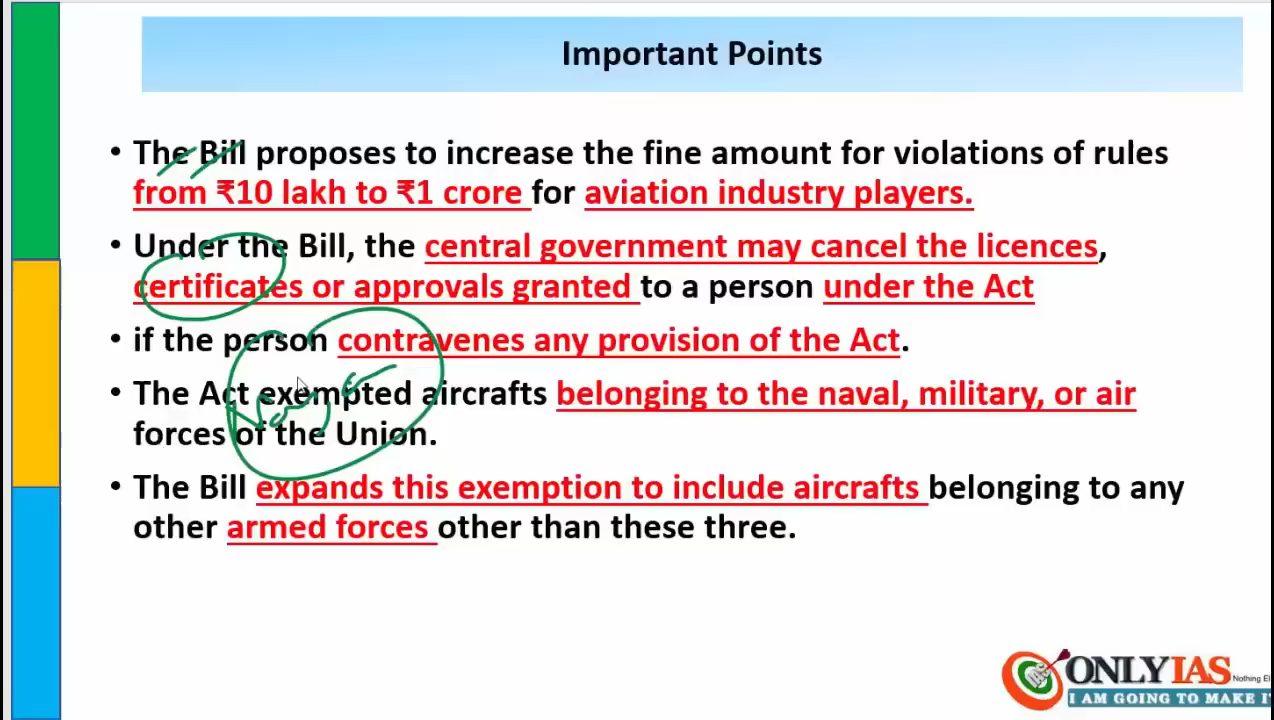 Important Points
• The Bill proposes to increase the fine amount for violations of rules
from ₹10 lakh to ₹1 crore for aviation industry players.
• Under the Bill, the central government may cancel the licences,
certificates or approvals granted to a person under the Act
• if the person contravenes any provision of the Act.
• The Act exempted aircrafts belonging to the naval, military, or air
forces of the Union.
• The Bill expands this exemption to include aircrafts belonging to any
other armed forces other than these three.
ONLYIAS
Nothing El
I AM GOING TO MAKE I